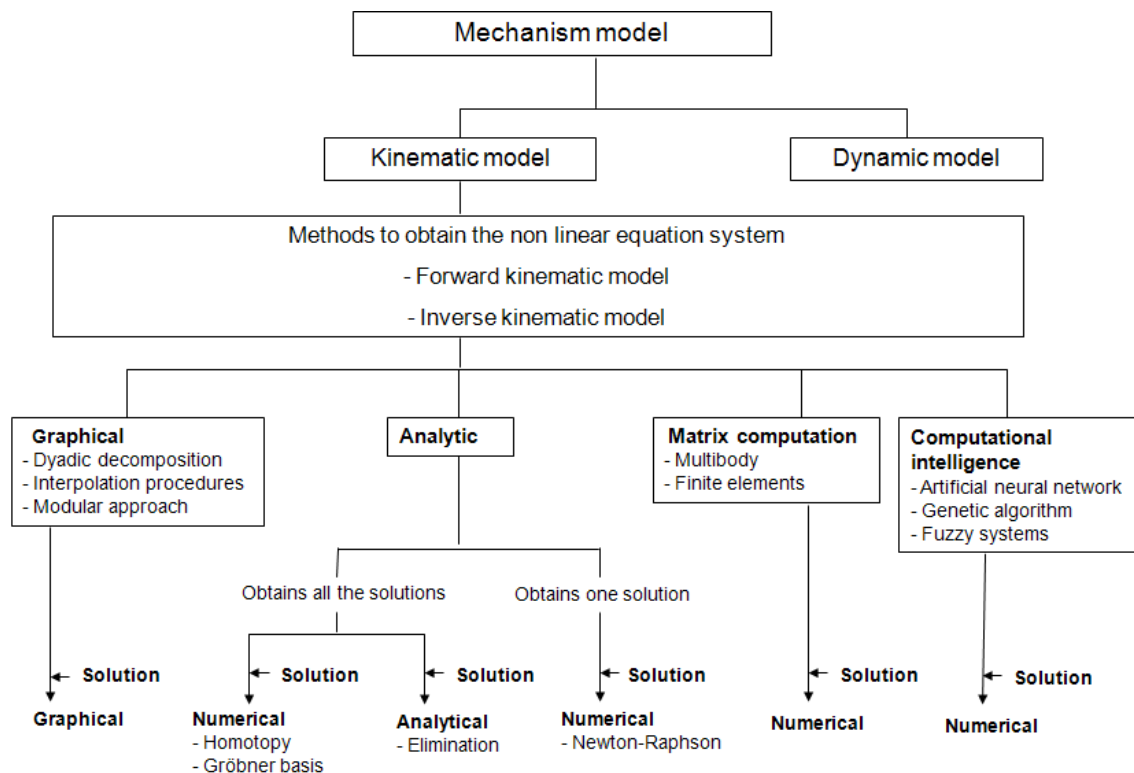 Mechanism model
Kinematic model
Dynamic model
Methods to obtain the non linear equation system
- Forward kinematic model
- Inverse kinematic model
Graphical
- Dyadic decomposition
- Interpolation procedures
- Modular approach
Analytic
Matrix computation
- Multibody
- Finite elements
Computational
intelligence
- Artificial neural network
- Genetic algorithm
- Fuzzy systems
Obtains all the solutions
Obtains one solution
Solution
Solution
Solution
Solution
Solution
Solution
Graphical
Numerical
- Homotopy
- Gröbner basis
Analytical
- Elimination
Numerical
- Newton-Raphson
Numerical
Numerical